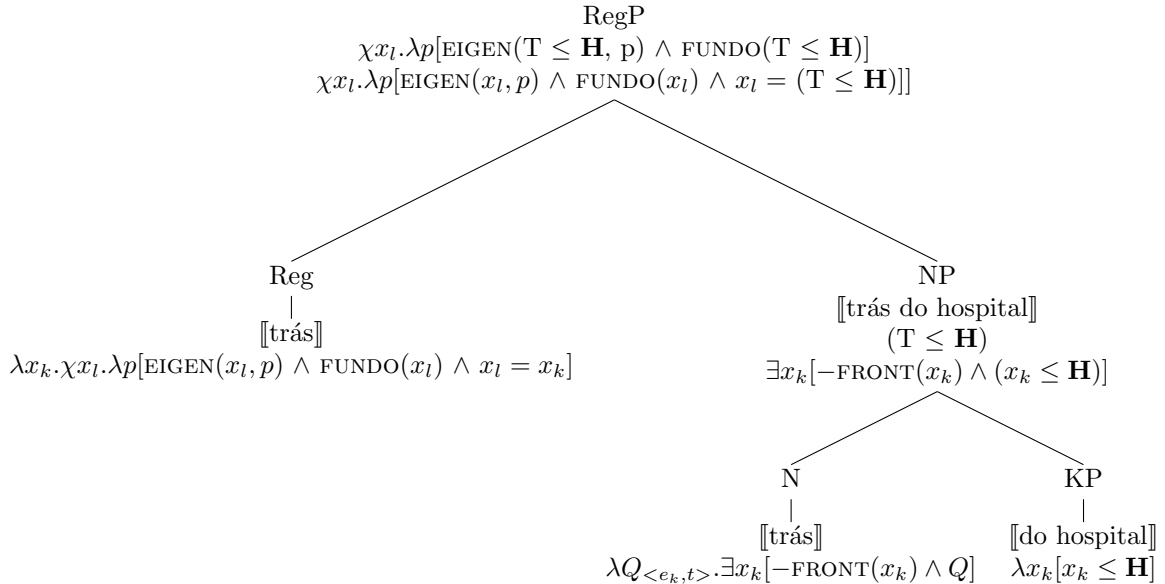 RegP
χx_l.λp[EIGEN(T ≤ H, p) ∧ FUNDO(T ≤ H)]
χx_l.λp[EIGEN(x_l, p) ∧ FUNDO(x_l) ∧ x_l = (T ≤ H)]]
Reg
⟦trás⟧
λx_k.χx_l.λp[EIGEN(x_l, p) ∧ FUNDO(x_l) ∧ x_l = x_k]
NP
⟦trás do hospital⟧
(T ≤ H)
∃x_k[−FRONT(x_k) ∧ (x_k ≤ H)]
N
⟦trás⟧
λQ_{<e_k,t>}.∃x_k[−FRONT(x_k) ∧ Q]
KP
⟦do hospital⟧
λx_k[x_k ≤ H]